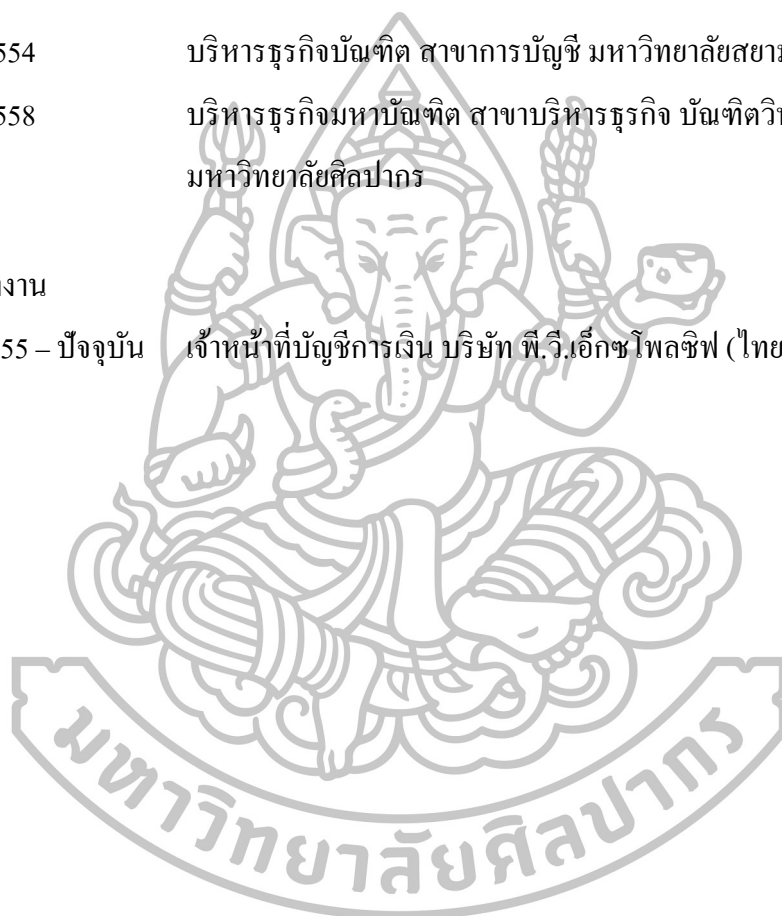 554 บริหารธุรกิจบัณฑิต สาขาการบัญชี มหาวิทยาลัยสยาม
558 บริหารธุรกิจมหาบัณฑิต สาขาบริหารธุรกิจ
มหาวิทยาลัยศิลปากร
งาน
55 – ปัจจุบัน เจ้าหน้าที่บัญชีการเงิน บริษัท พี.วี.เอ็กซโพลซิฟ (ไทย
มหาวิทยาลัยศิลปากร